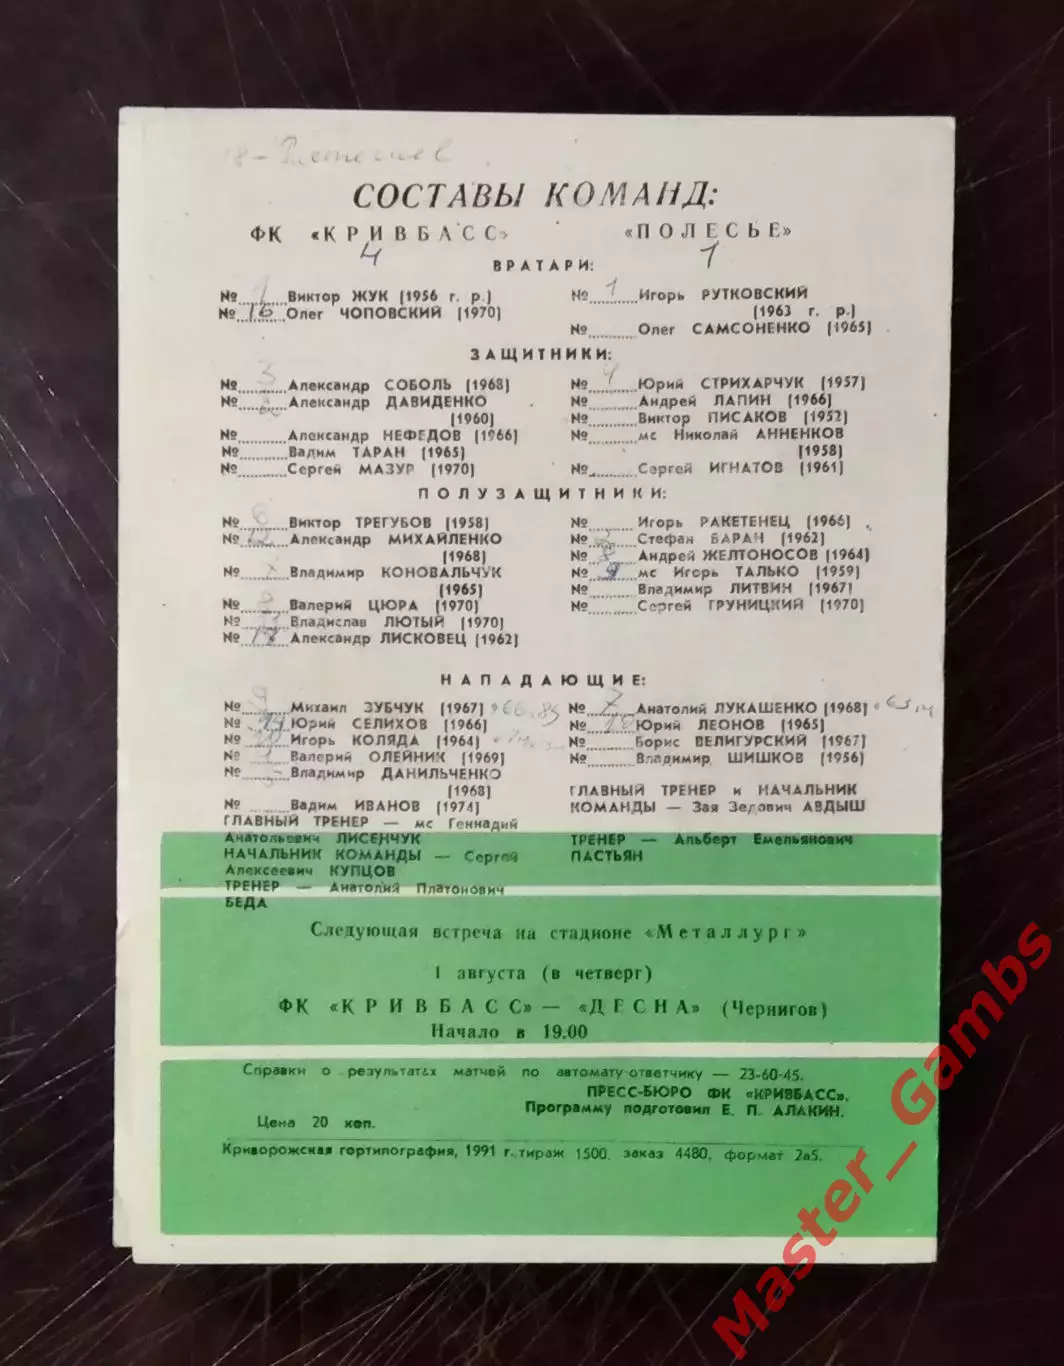 СОСТАВЫ КОМАНД:
ФК «КРИВБАСС» «ПОЛЕСЬЕ»
4 1
ВРАТАРИ:
№ 1 Виктор ЖУК (1956 г. р.)
№ 16 Олег ЧОПОВСКИЙ (1970)
№ 1 Игорь РУТКОВСКИЙ
(1963 г. р.)
№ Олег САМСОНЕНКО (1965)
ЗАЩИТНИКИ:
№ 3 Александр СОБОЛЬ (1968)
№ 2 Александр ДАВИДЕНКО
(1960)
№ Александр НЕФЕДОВ (1966)
№ Вадим ТАРАН (1965)
№ Сергей МАЗУР (1970)
№ 4 Юрий СТРИХАРЧУК (1957)
№ Андрей ЛАПИН (1966)
№ Виктор ПИСАКОВ (1952)
№ мс Николай АННЕНКОВ
(1958)
№ Сергей ИГНАТОВ (1961)
ПОЛУЗАЩИТНИКИ:
№ 6 Виктор ТРЕГУБОВ (1958)
№ 12 Александр МИХАЙЛЕНКО
(1968)
№ Владимир КОНОВАЛЬЧУК
(1965)
№ Валерий ЦЮРА (1970)
№ Владислав ЛЮТЫЙ (1970)
№ 17 Александр ЛИСКОВЕЦ (1962)
№ Игорь РАКЕТЕНЕЦ (1966)
№ Стефан БАРАН (1962)
№ Андрей ЖЕЛТОНОСОВ (1964)
№ 9 мс Игорь ТАЛЬКО (1959)
№ Владимир ЛИТВИН (1967)
№ Сергей ГРУНИЦКИЙ (1970)
НАПАДАЮЩИЕ:
№ 9 Михаил ЗУБЧУК (1967) 66, 83
№ 14 Юрий СЕЛИХОВ (1966)
№ 10 Игорь КОЛЯДА (1964)
№ Валерий ОЛЕЙНИК (1969)
№ Владимир ДАНИЛЬЧЕНКО
(1968)
№ Вадим ИВАНОВ (1974)
ГЛАВНЫЙ ТРЕНЕР — мс Геннадий
Анатольевич ЛИСЕНЧУК
НАЧАЛЬНИК КОМАНДЫ — Сергей
Алексеевич КУПЦОВ
ТРЕНЕР — Анатолий Платонович
БЕДА
№ 7 Анатолий ЛУКАШЕНКО (1968)
№ Юрий ЛЕОНОВ (1965)
№ Борис ВЕЛИГУРСКИЙ (1967)
№ Владимир ШИШКОВ (1956)
ГЛАВНЫЙ ТРЕНЕР и НАЧАЛЬНИК
КОМАНДЫ — Зая Зедович АВДЫШ
ТРЕНЕР — Альберт Емельянович
ПАСТЬЯН
Следующая встреча на стадионе «Металлург»
1 августа (в четверг)
ФК «КРИВБАСС» — «ДЕСНА» (Чернигов)
Начало в 19.00
Справки о результатах матчей по автомату-ответчику — 23-60-45.
ПРЕСС-БЮРО ФК «КРИВБАСС».
Программу подготовил Е. П. АЛАКИН.
Цена 20 коп.
Криворожская гортипография, 1991 г. тираж 1500, заказ 4480, формат 2а5.
Master_Gambs